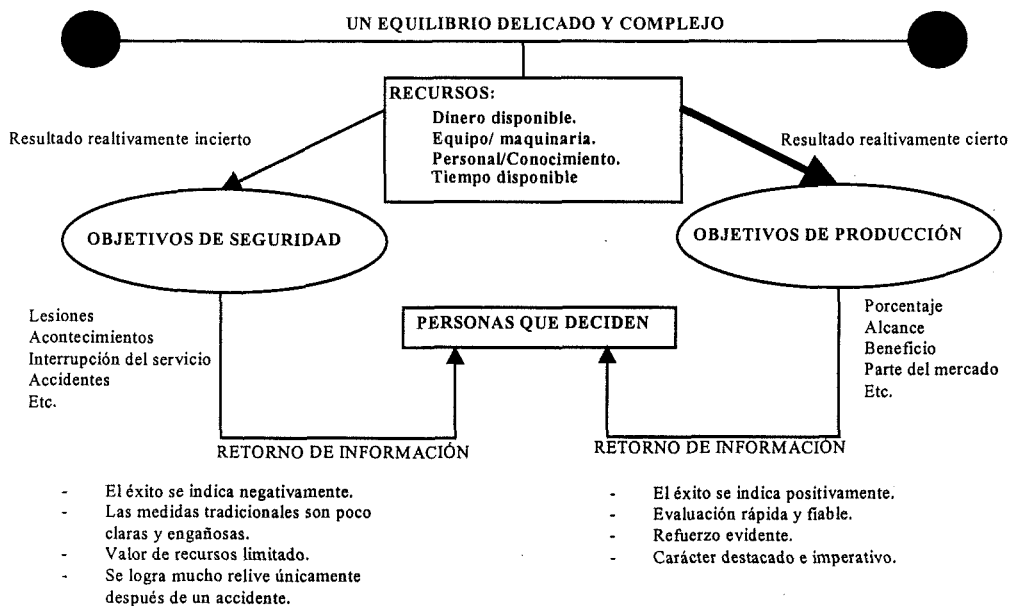 UN EQUILIBRIO DELICADO Y COMPLEJO
RECURSOS:
Dinero disponible.
Equipo/ maquinaria.
Personal/Conocimiento.
Tiempo disponible
Resultado realtivamente incierto
Resultado realtivamente cierto
OBJETIVOS DE SEGURIDAD
OBJETIVOS DE PRODUCCIÓN
Lesiones
Acontecimientos
Interrupción del servicio
Accidentes
Etc.
PERSONAS QUE DECIDEN
Porcentaje
Alcance
Beneficio
Parte del mercado
Etc.
RETORNO DE INFORMACIÓN
RETORNO DE INFORMACIÓN
- El éxito se indica negativamente.
- Las medidas tradicionales son poco
claras y engañosas.
- Valor de recursos limitado.
- Se logra mucho relive únicamente
después de un accidente.
- El éxito se indica positivamente.
- Evaluación rápida y fiable.
- Refuerzo evidente.
- Carácter destacado e imperativo.